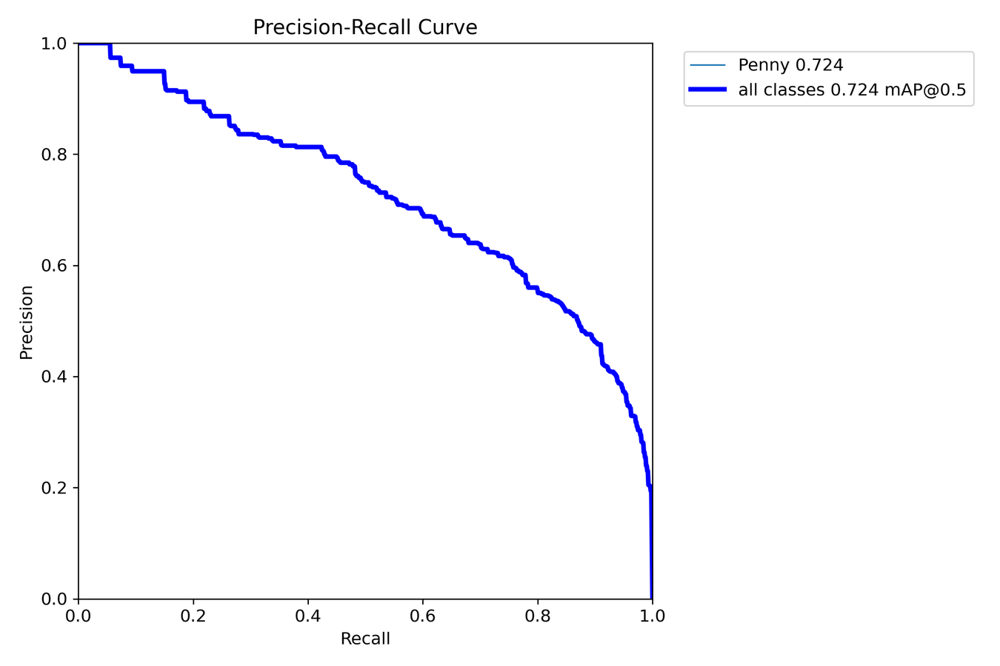 Precision-Recall Curve
Penny 0.724
all classes 0.724 mAP@0.5
Precision
1.0
0.8
0.6
0.4
0.2
0.0
0.0 0.2 0.4 0.6 0.8 1.0
Recall